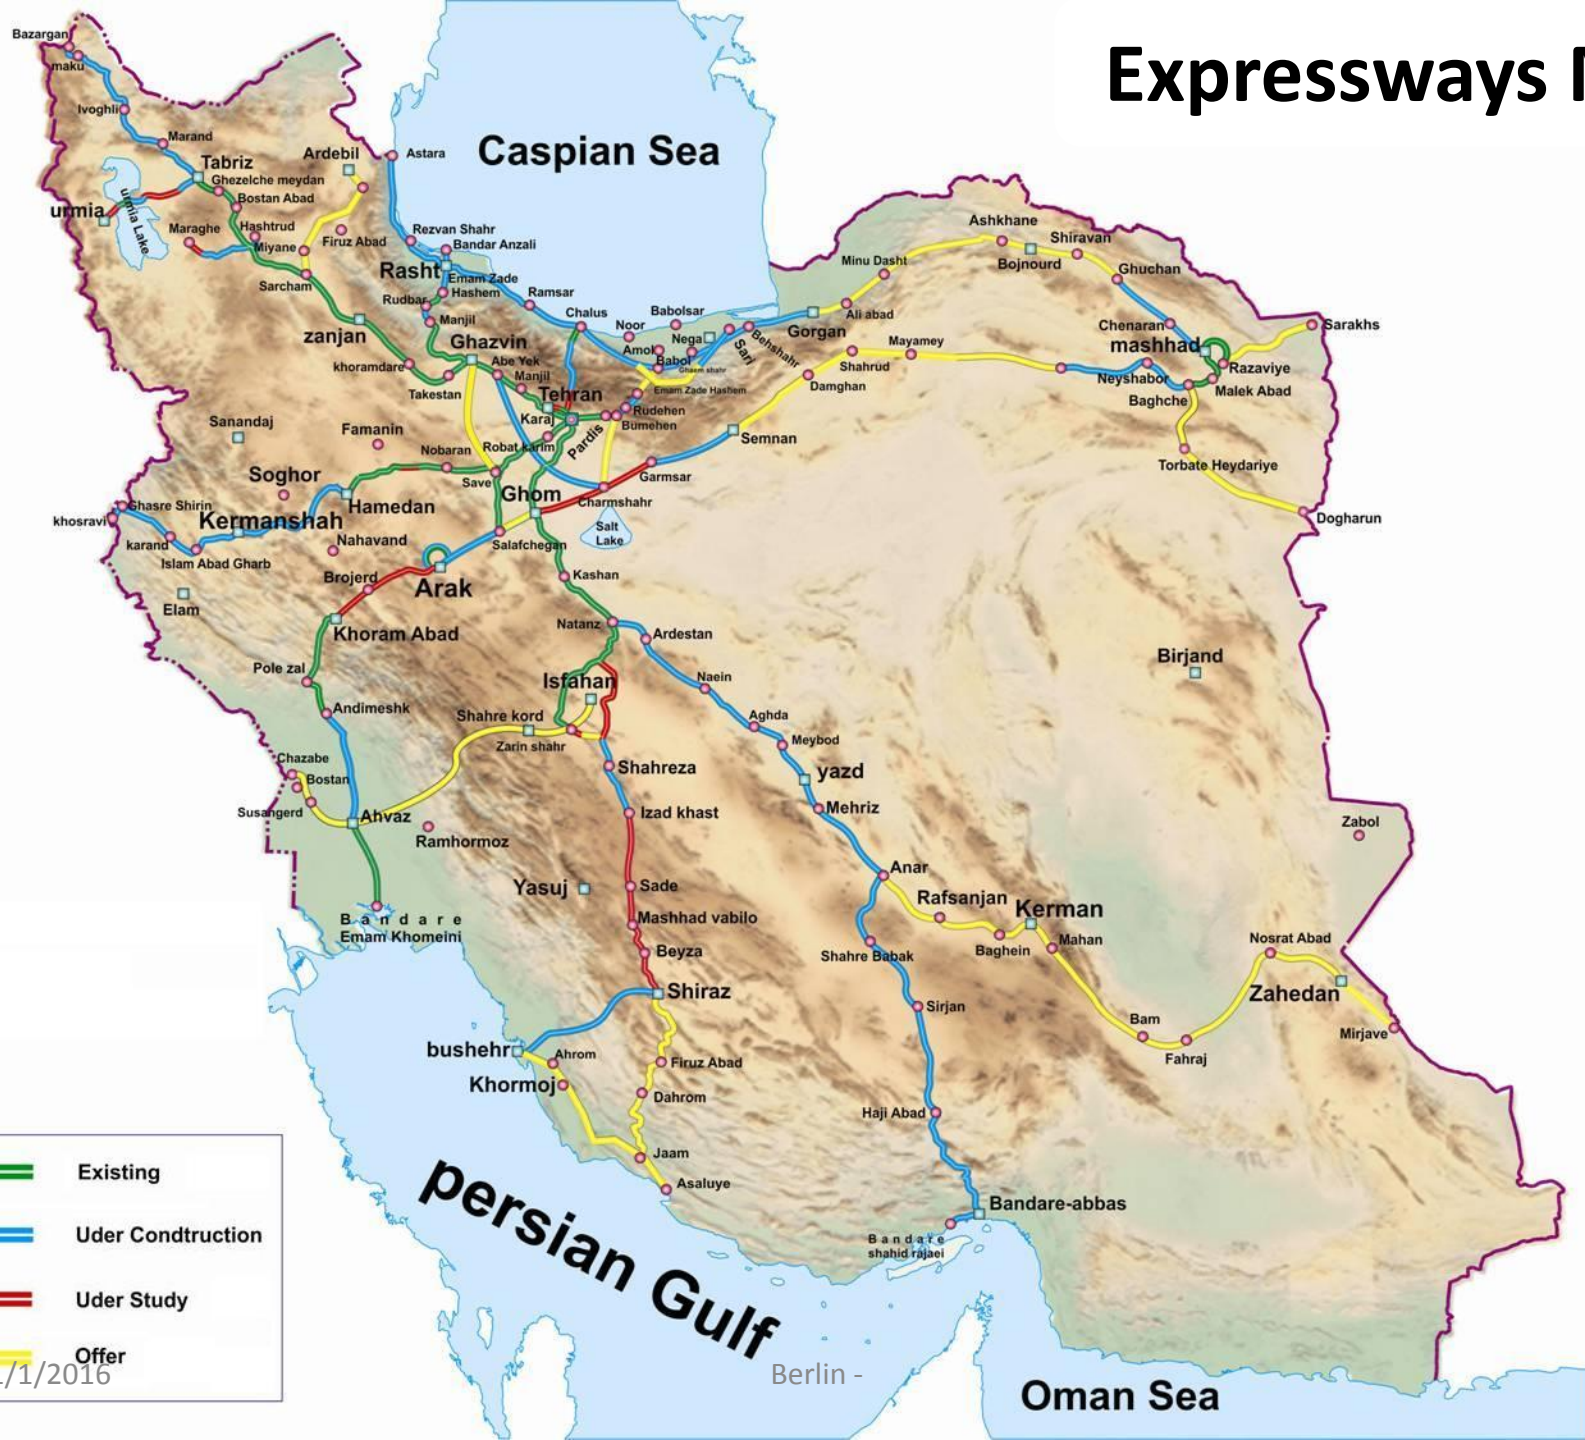 Expressways
Bazargan
maku
Ivoghli
Marand
Tabriz
Ghezelche meydan
Bostan Abad
Ardebil
Astara
Caspian Sea
urmia
urmia Lake
Maraghe
Hashtrud
Miyane
Firuz Abad
Sarcham
Rezvan Shahr
Bandar Anzali
Rasht
Emam Zade
Hashem
Rudbar
Manjil
Ramsar
Chalus
Noor
Babolsar
Amol
Nega
Babol
Ghaem shahr
Sari
Behshahr
Emam Zade Hashem
Gorgan
Ali abad
Minu Dasht
Ashkhane
Bojnourd
Shiravan
Ghuchan
Chenaran
mashhad
Sarakhs
Razaviye
Malek Abad
Neyshabor
Baghche
Torbate Heydariye
Dogharun
Mayamey
Shahrud
Damghan
Semnan
zanjan
khoramdare
Takestan
Ghazvin
Abe Yek
Manjil
Tehran
Karaj
Pardis
Rudehen
Bumehen
Robat karim
Garmsar
Charmshahr
Salt
Lake
Sanandaj
Famanin
Nobaran
Save
Soghor
Hamedan
Ghom
Ghasre Shirin
khosravi
Kermanshah
karand
Islam Abad Gharb
Nahavand
Salafchegan
Elam
Brojerd
Arak
Kashan
Khoram Abad
Natanz
Ardestan
Pole zal
Isfahan
Naein
Birjand
Andimeshk
Shahre kord
Zarin shahr
Aghda
Meybod
Chazabe
Bostan
Susangerd
Ahvaz
Shahreza
yazd
Mehriz
Izad khast
Ramhormoz
Zabol
Yasuj
Sade
Anar
Rafsanjan
Kerman
Bandare
Emam Khomeini
Mashhad vabilo
Beyza
Shahre Babak
Baghein
Mahan
Nosrat Abad
Zahedan
Mirjave
Shiraz
Sirjan
Bam
Fahraj
bushehr
Ahrom
Khormoj
Firuz Abad
Dahrom
Haji Abad
Jaam
Asaluye
Bandare-abbas
Bandare
shahid rajaei
persian Gulf
Oman Sea
Existing
Uder Condtruction
Uder Study
Offer
/1/2016
Berlin -